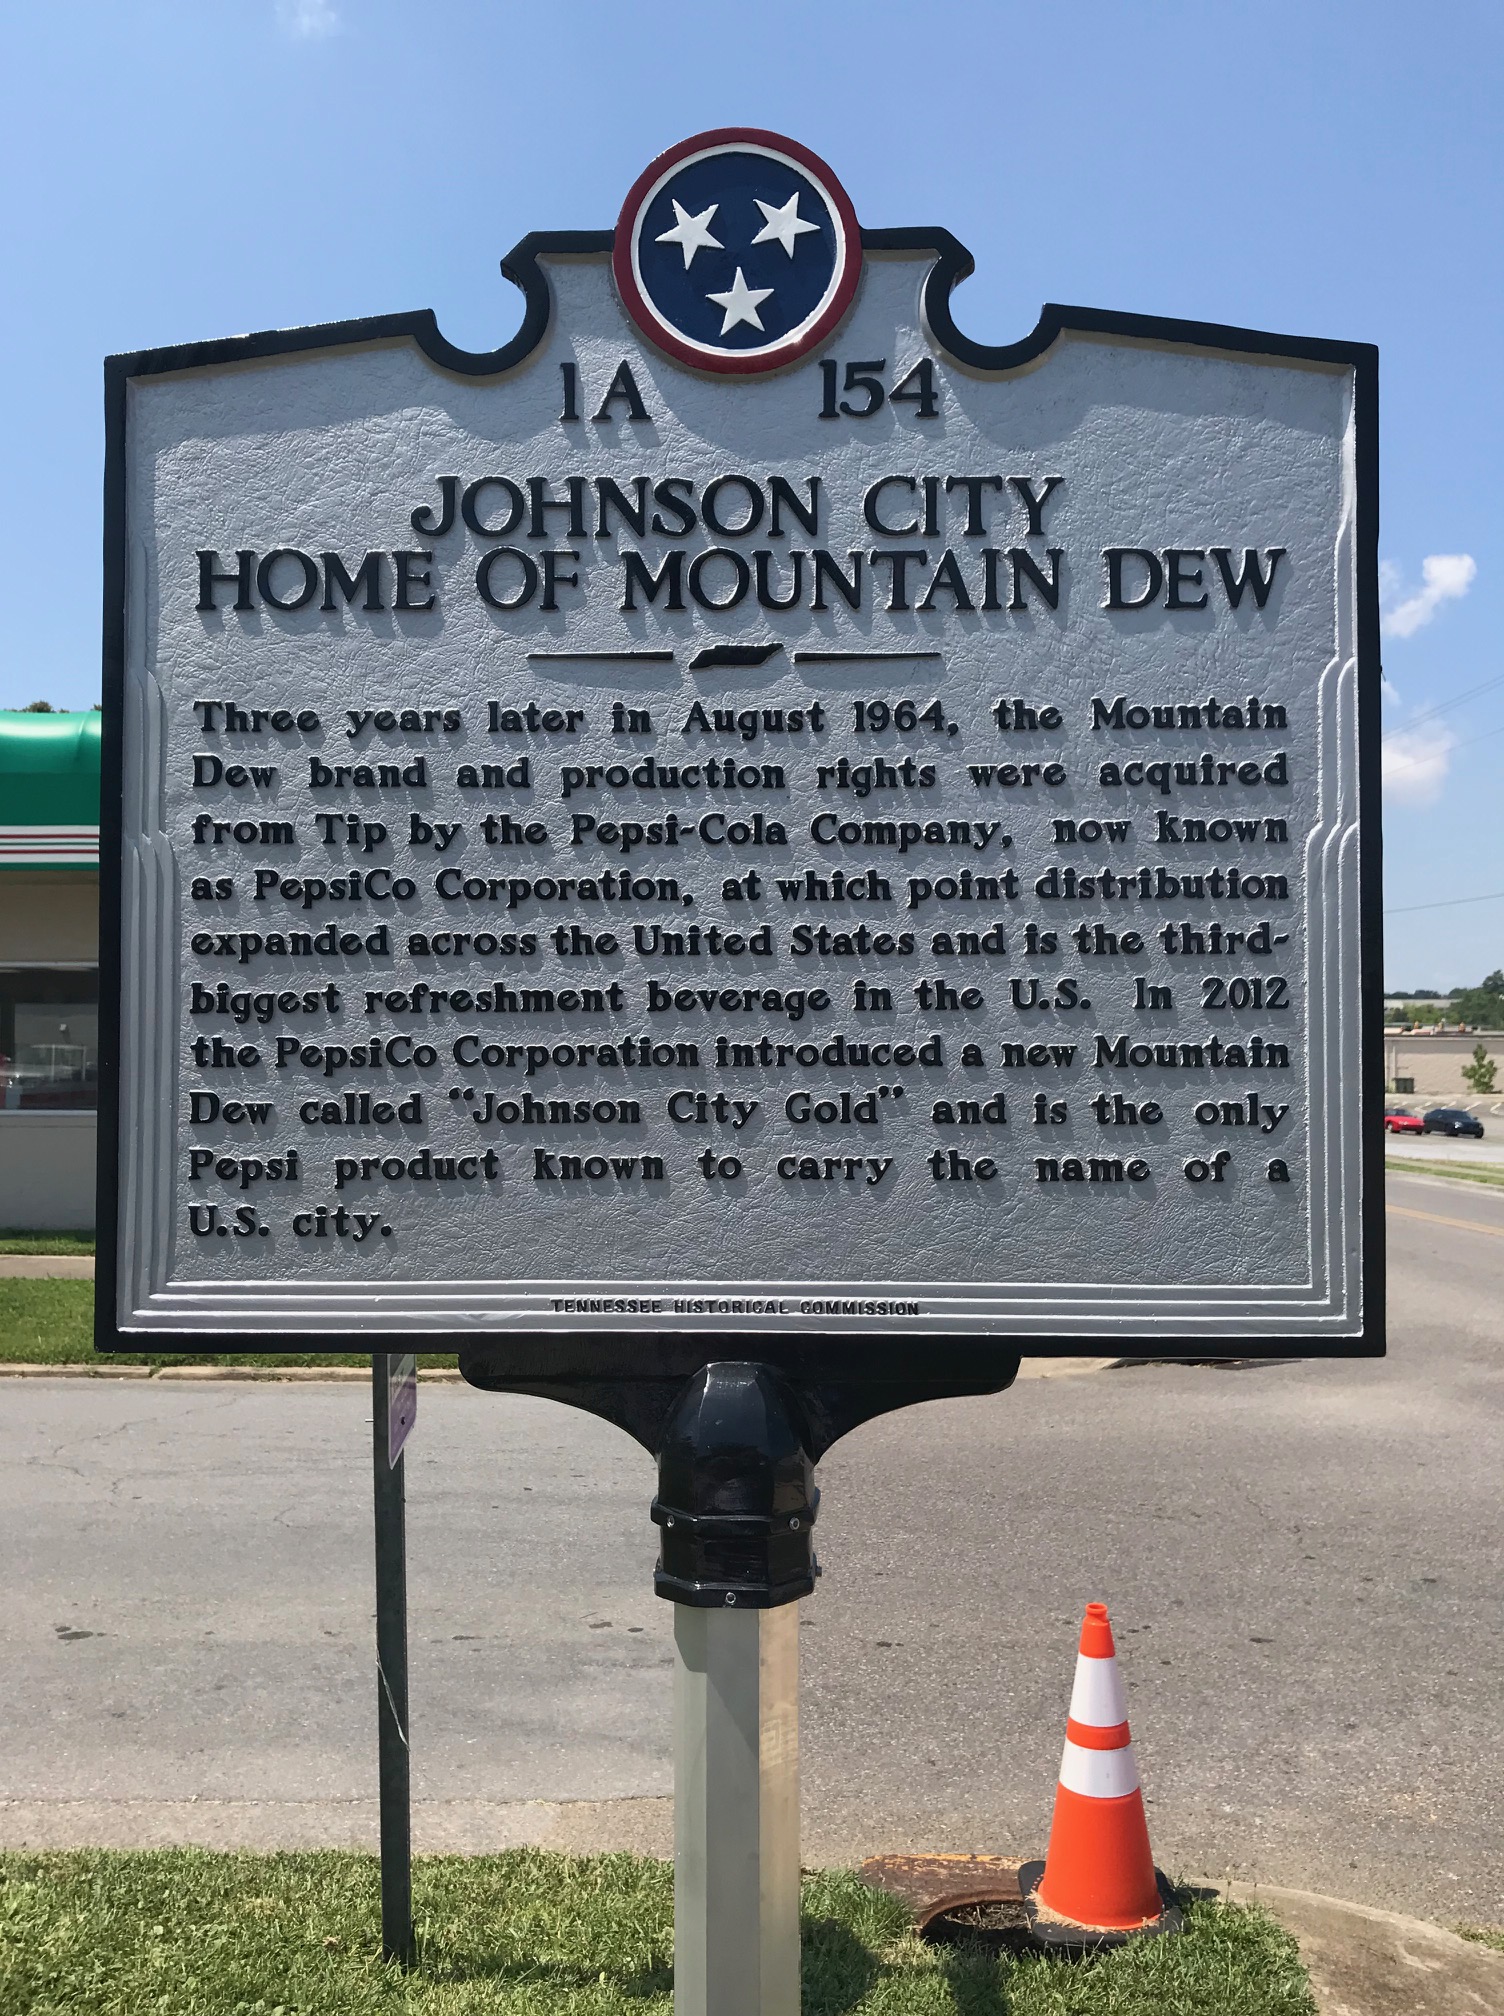 1A 154
JOHNSON CITY
HOME OF MOUNTAIN DEW
Three years later in August 1964, the Mountain
Dew brand and production rights were acquired
from Tip by the Pepsi-Cola Company, now known
as PepsiCo Corporation, at which point distribution
expanded across the United States and is the third-
biggest refreshment beverage in the U.S. In 2012
the PepsiCo Corporation introduced a new Mountain
Dew called “Johnson City Gold” and is the only
Pepsi product known to carry the name of a
U.S. city.
TENNESSEE HISTORICAL COMMISSION